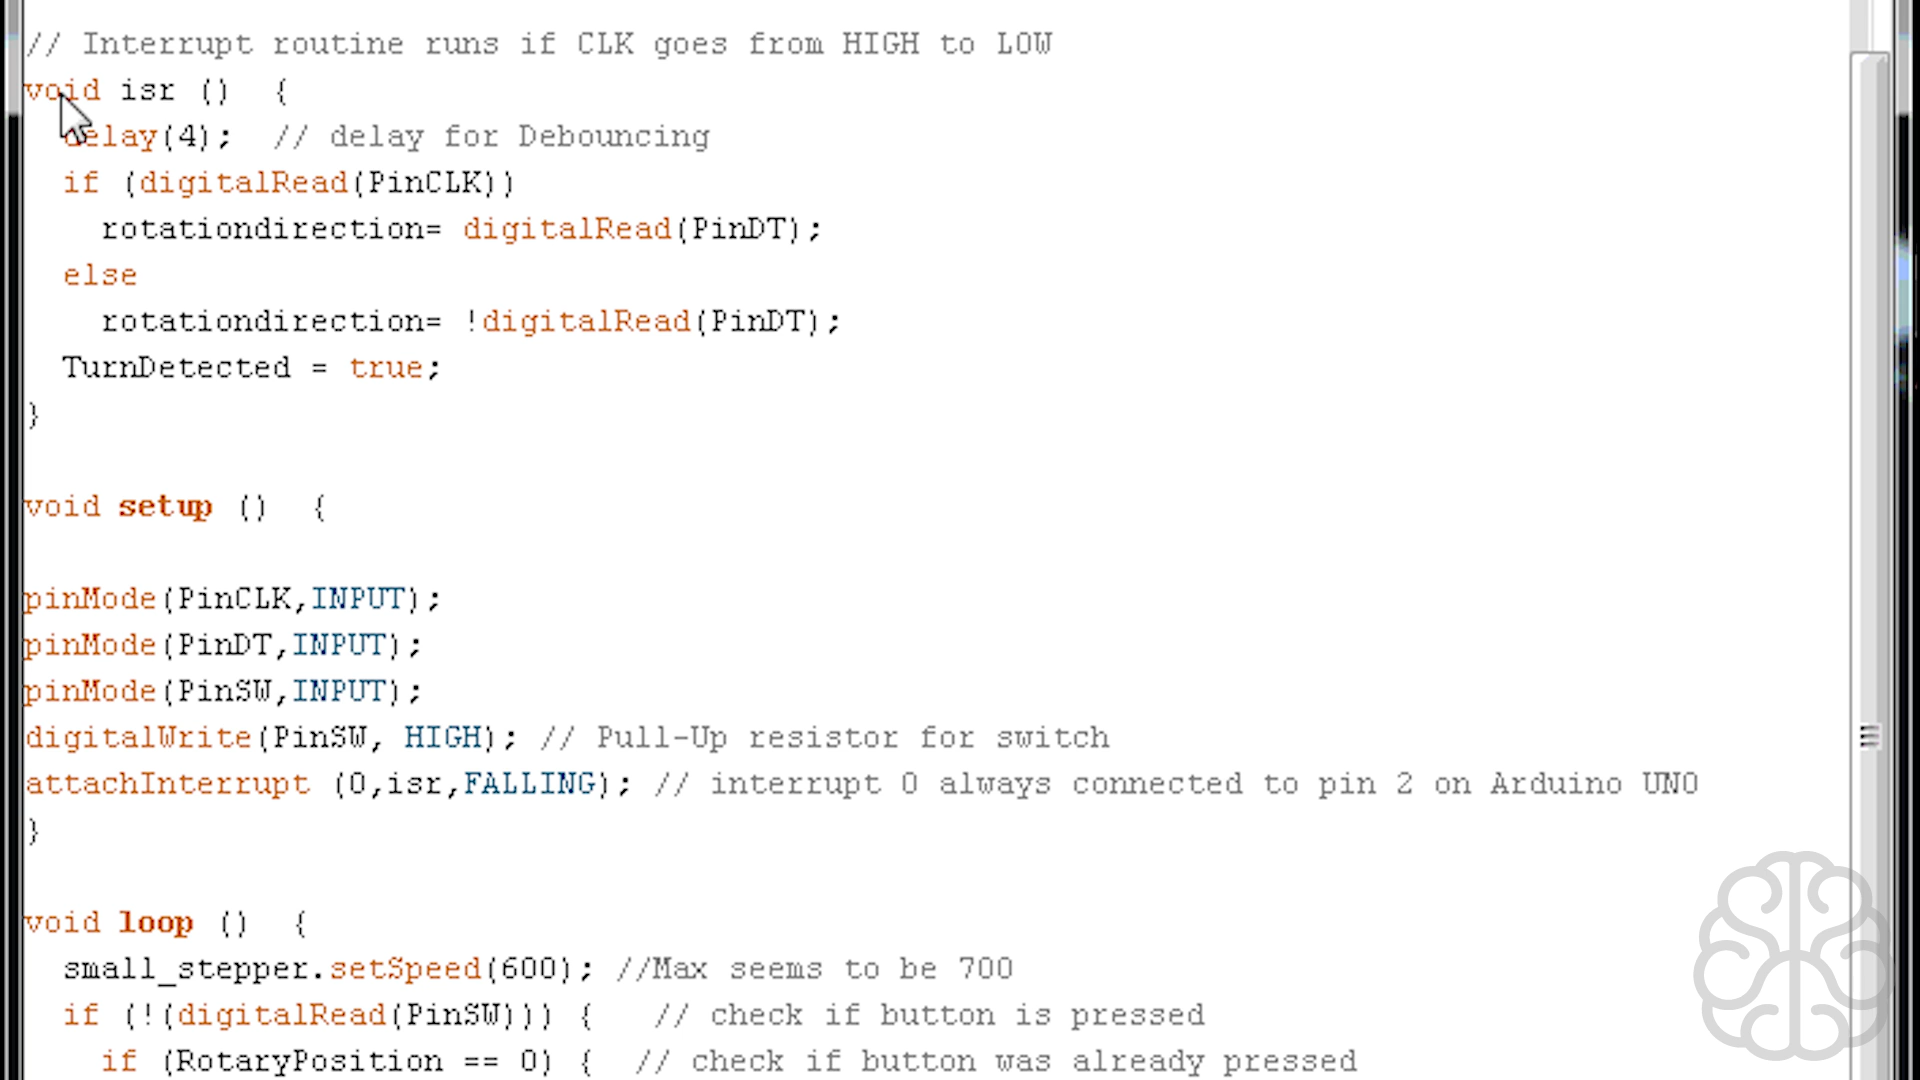 // Interrupt routine runs if CLK goes from HIGH to LOW
void isr ()  {
delay(4);  // delay for Debouncing
if (digitalRead(PinCLK))
rotationdirection= digitalRead(PinDT);
else
rotationdirection= !digitalRead(PinDT);
TurnDetected = true;
}
void setup ()  {
pinMode(PinCLK,INPUT);
pinMode(PinDT,INPUT);
pinMode(PinSW,INPUT);
digitalWrite(PinSW, HIGH); // Pull-Up resistor for switch
attachInterrupt (0,isr,FALLING); // interrupt 0 always connected to pin 2 on Arduino UNO
}
void loop ()  {
small_stepper.setSpeed(600); //Max seems to be 700
if (!(digitalRead(PinSW))) {   // check if button is pressed
if (RotaryPosition == 0) {  // check if button was already pressed